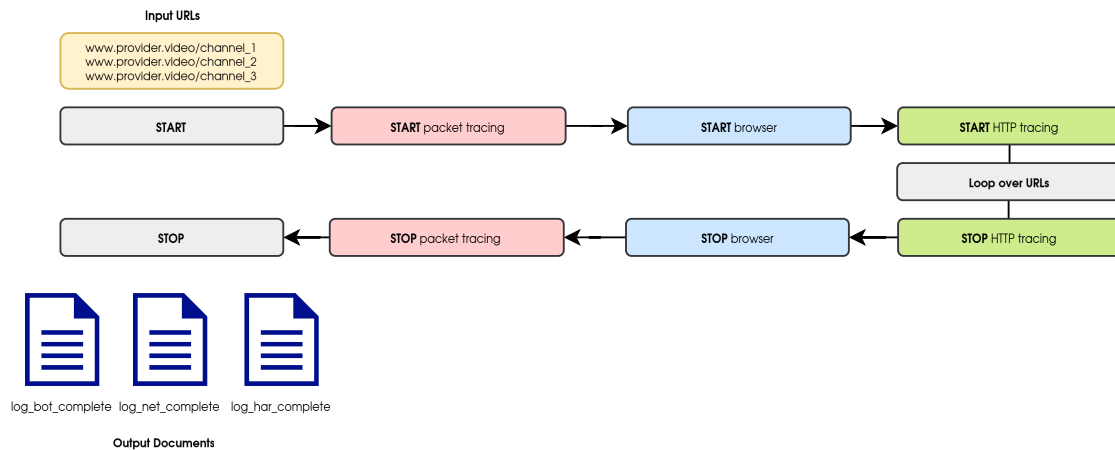 Input URLs
www.provider.video/channel_1
www.provider.video/channel_2
www.provider.video/channel_3
START
START packet tracing
START browser
START HTTP tracing
Loop over URLs
STOP
STOP packet tracing
STOP browser
STOP HTTP tracing
log_bot_complete
log_net_complete
log_har_complete
Output Documents